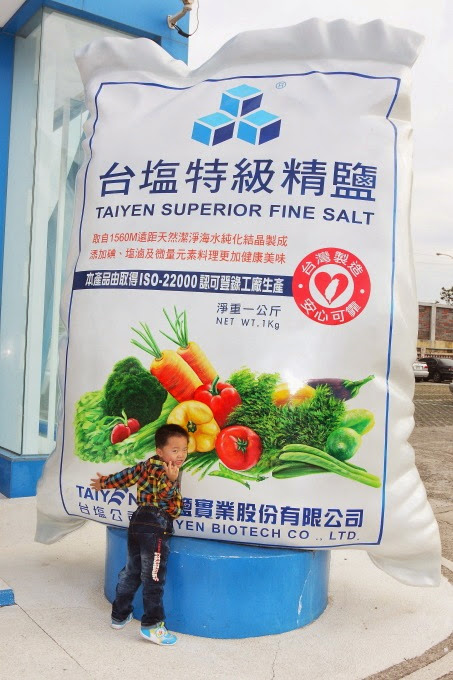 ®
台塩特級精鹽
TAIYEN SUPERIOR FINE SALT
取自1560M遠距天然潔淨海水純化結晶製成
添加碘、塩滷及微量元素料理更加健康美味
本產品由取得ISO-22000認可登錄工廠生產
台灣製造
安心可靠
淨重一公斤
NET WT.1Kg
TAIYEN
鹽實業股份有限公司
台塩公
YEN BIOTECH CO., LTD.